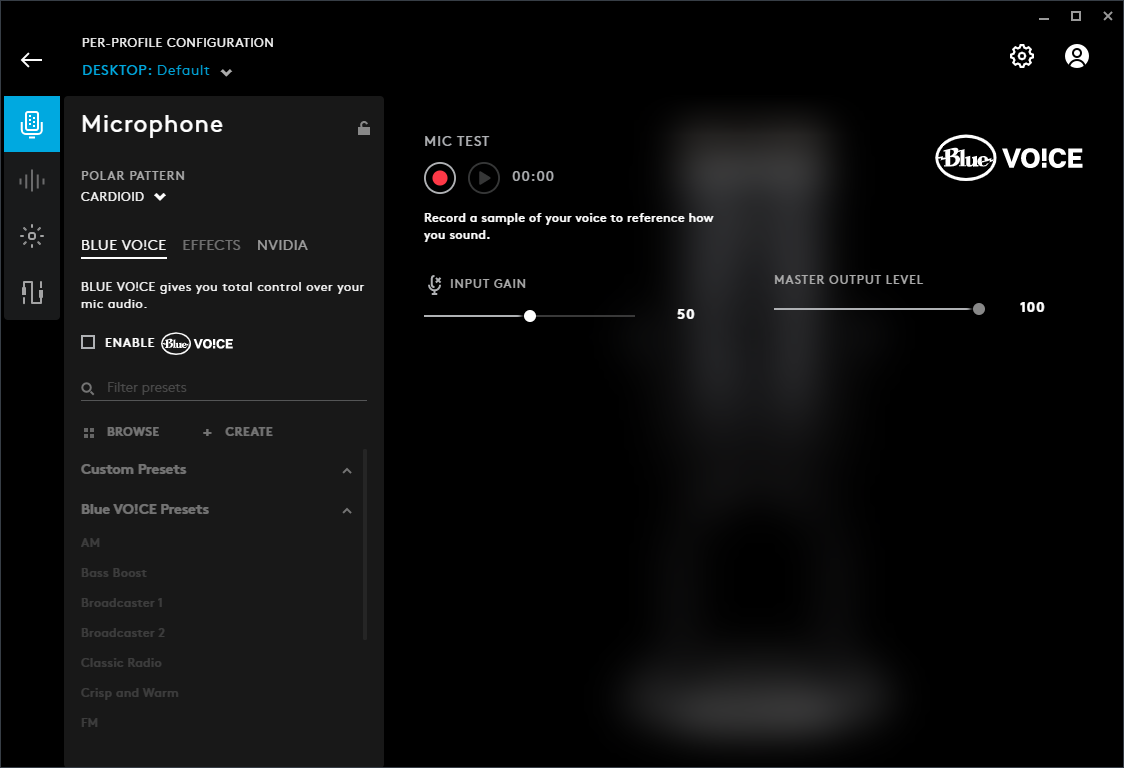 PER-PROFILE CONFIGURATION
DESKTOP: Default
Microphone
POLAR PATTERN
CARDIOID
BLUE VO!CE EFFECTS NVIDIA
BLUE VO!CE gives you total control over your
mic audio.
ENABLE Blue VO!CE
Filter presets
BROWSE + CREATE
Custom Presets
Blue VO!CE Presets
AM
Bass Boost
Broadcaster 1
Broadcaster 2
Classic Radio
Crisp and Warm
FM
MIC TEST
00:00
Record a sample of your voice to reference how
you sound.
Blue VO!CE
INPUT GAIN
50
MASTER OUTPUT LEVEL
100